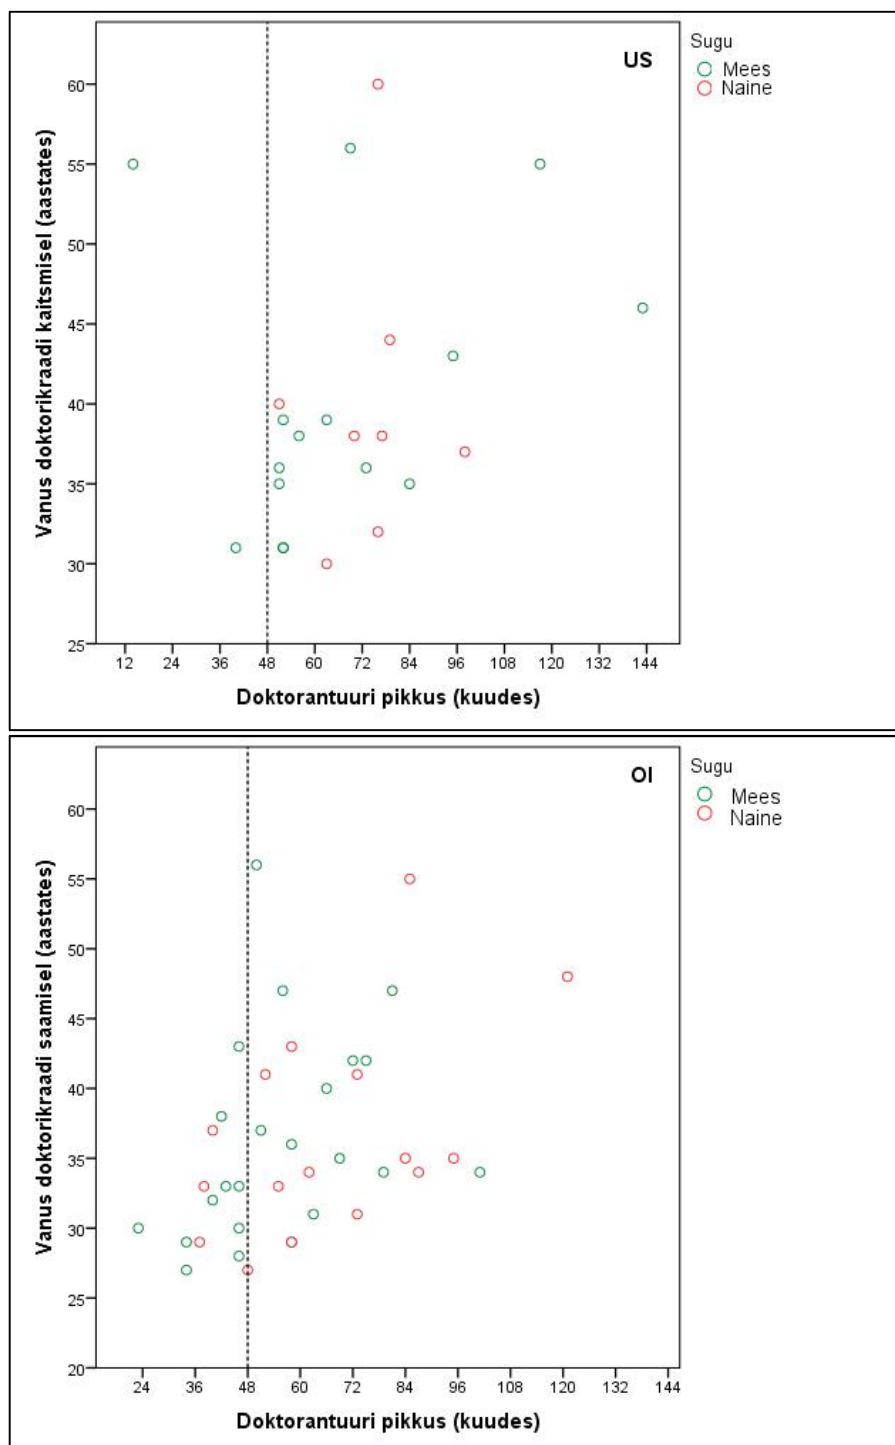 US
Sugu
Mees
Naine
Vanus doktorikraadi kaitsmisel (aastates)
60
55
50
45
40
35
30
25
12 24 36 48 60 72 84 96 108 120 132 144
Doktorantuuri pikkus (kuudes)
OI
Sugu
Mees
Naine
Vanus doktorikraadi saamisel (aastates)
60
55
50
45
40
35
30
25
20
24 36 48 60 72 84 96 108 120 132 144
Doktorantuuri pikkus (kuudes)